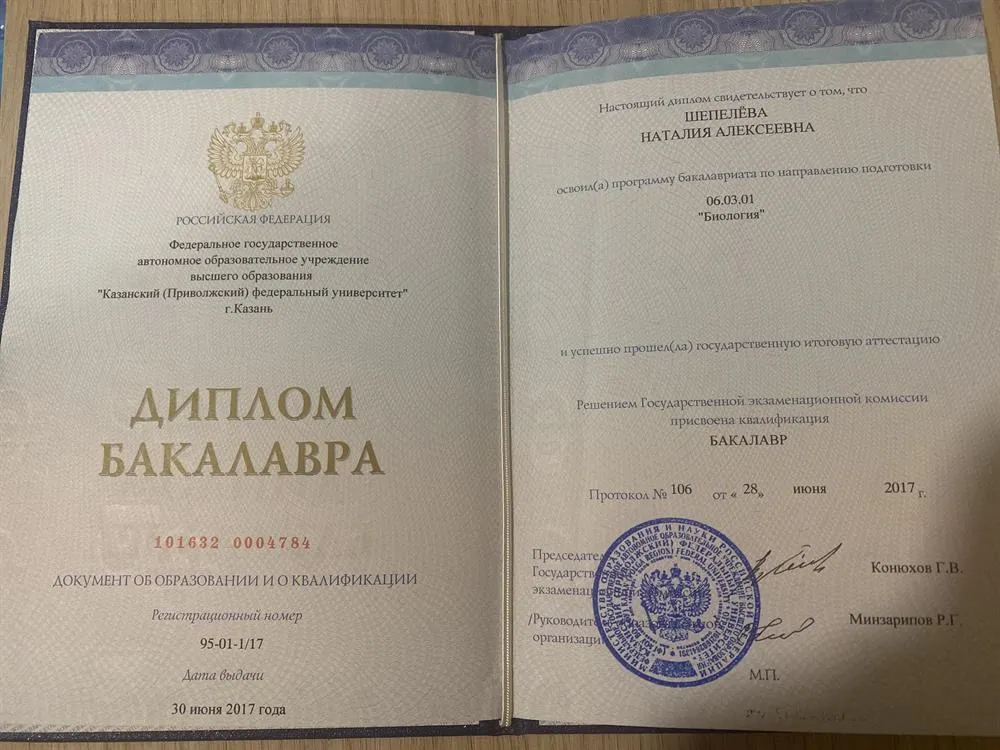 РОССИЙСКАЯ ФЕДЕРАЦИЯ
Федеральное государственное
автономное образовательное учреждение
высшего образования
"Казанский (Приволжский) федеральный университет"
г.Казань
ДИПЛОМ
БАКАЛАВРА
101632 0004784
ДОКУМЕНТ ОБ ОБРАЗОВАНИИ И О КВАЛИФИКАЦИИ
Регистрационный номер
95-01-1/17
Дата выдачи
30 июня 2017 года
Настоящий диплом свидетельствует о том, что
ШЕПЕЛЁВА
НАТАЛИЯ АЛЕКСЕЕВНА
освоил(а) программу бакалавриата по направлению подготовки
06.03.01
"Биология"
и успешно прошел(ла) государственную итоговую аттестацию
Решением Государственной экзаменационной комиссии
присвоена квалификация
БАКАЛАВР
Протокол № 106 от « 28 » июня 2017 г.
Председатель
Конюхов Г.В.
Минзарипов Р.Г.
М.П.